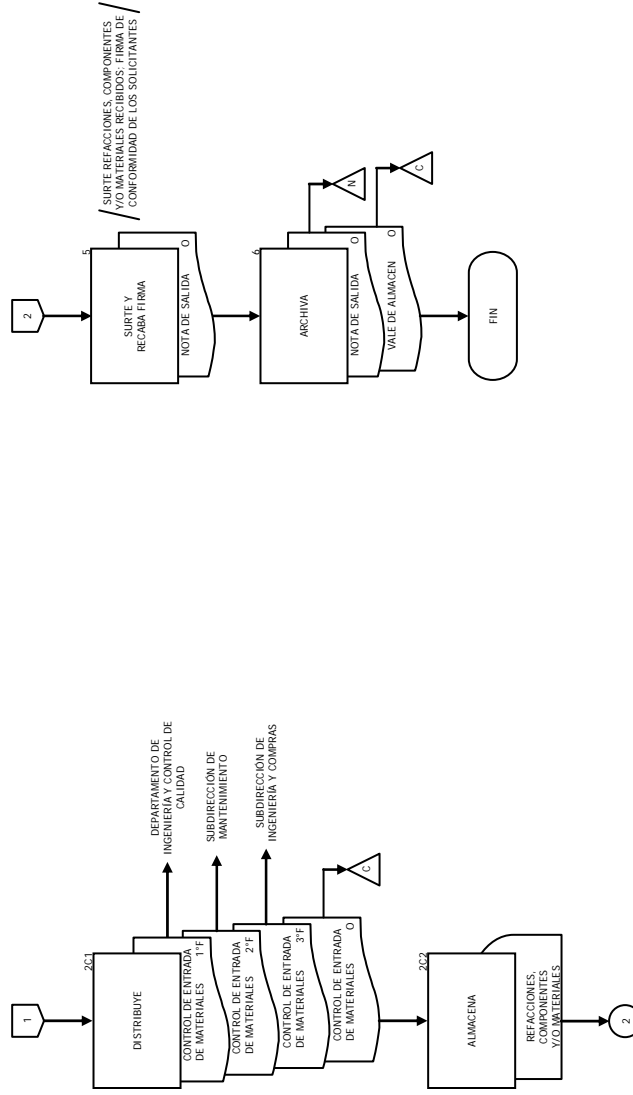 1
2C1
DISTRIBUYE
CONTROL DE ENTRADA
DE MATERIALES 1°F
DEPARTAMENTO DE
INGENIERÍA Y CONTROL DE
CALIDAD
CONTROL DE ENTRADA
DE MATERIALES 2°F
SUBDIRECCIÓN DE
MANTENIMIENTO
CONTROL DE ENTRADA
DE MATERIALES 3°F
SUBDIRECCIÓN DE
INGENIERÍA Y COMPRAS
CONTROL DE ENTRADA
DE MATERIALES O
C
2C2
ALMACENA
REFACCIONES,
COMPONENTES
Y/O MATERIALES
2
2
5
SURTE Y
RECABA FIRMA
SURTE REFACCIONES, COMPONENTES
Y/O MATERIALES RECIBIDOS; FIRMA DE
CONFORMIDAD DE LOS SOLICITANTES
NOTA DE SALIDA O
6
ARCHIVA
NOTA DE SALIDA O
N
VALE DE ALMACEN O
C
FIN